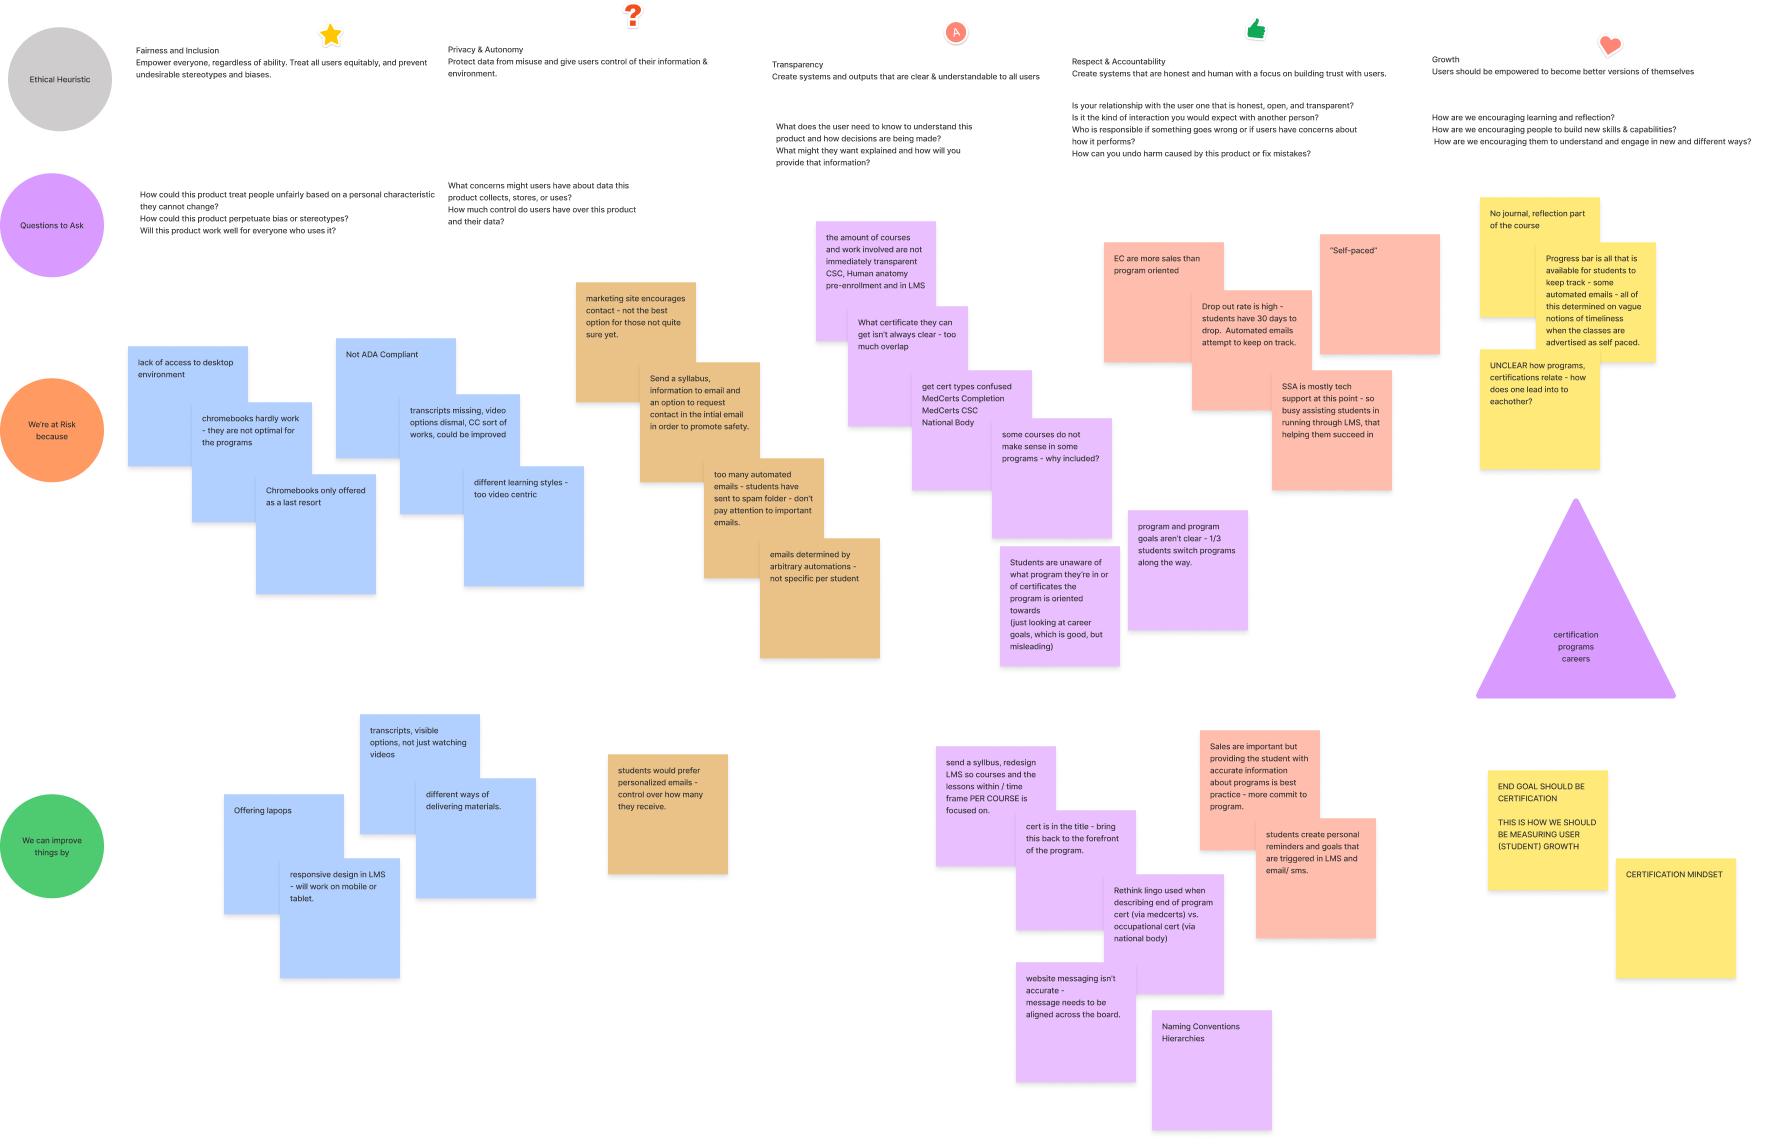 Ethical Heuristic
Fairness and Inclusion
Empower everyone, regardless of ability. Treat all users equitably, and prevent
undesirable stereotypes and biases.
?
Privacy & Autonomy
Protect data from misuse and give users control of their information &
environment.
A
Transparency
Create systems and outputs that are clear & understandable to all users
Respect & Accountability
Create systems that are honest and human with a focus on building trust with users.
Growth
Users should be empowered to become better versions of themselves
Questions to Ask
How could this product treat people unfairly based on a personal characteristic
they cannot change?
How could this product perpetuate bias or stereotypes?
Will this product work well for everyone who uses it?
What concerns might users have about data this
product collects, stores, or uses?
How much control do users have over this product
and their data?
What does the user need to know to understand this
product and how decisions are being made?
What might they want explained and how will you
provide that information?
Is your relationship with the user one that is honest, open, and transparent?
Is it the kind of interaction you would expect with another person?
Who is responsible if something goes wrong or if users have concerns about
how it performs?
How can you undo harm caused by this product or fix mistakes?
How are we encouraging learning and reflection?
How are we encouraging people to build new skills & capabilities?
How are we encouraging them to understand and engage in new and different ways?
We're at Risk
because
lack of access to desktop
environment
chromebooks hardly work
- they are not optimal for
the programs
Chromebooks only offered
as a last resort
Not ADA Compliant
transcripts missing, video
options dismal, CC sort of
works, could be improved
different learning styles -
too video centric
marketing site encourages
contact - not the best
option for those not quite
sure yet.
Send a syllabus,
information to email and
an option to request
contact in the intial email
in order to promote safety.
too many automated
emails - students have
sent to spam folder - don't
pay attention to important
emails.
emails determined by
arbitrary automations -
not specific per student
the amount of courses
and work involved are not
immediately transparent
CSC, Human anatomy
pre-enrollment and in LMS
What certificate they can
get isn't always clear - too
much overlap
get cert types confused
MedCerts Completion
MedCerts CSC
National Body
some courses do not
make sense in some
programs - why included?
Students are unaware of
what program they're in or
of certificates the
program is oriented
towards
(just looking at career
goals, which is good, but
misleading)
program and program
goals aren't clear - 1/3
students switch programs
along the way.
EC are more sales than
program oriented
Drop out rate is high -
students have 30 days to
drop. Automated emails
attempt to keep on track.
"Self-paced"
SSA is mostly tech
support at this point - so
busy assisting students in
running through LMS, that
helping them succeed in
No journal, reflection part
of the course
Progress bar is all that is
available for students to
keep track - some
automated emails - all of
this determined on vague
notions of timeliness
when the classes are
advertised as self paced.
UNCLEAR how programs,
certifications relate - how
does one lead into to
eachother?
certification
programs
careers
We can improve
things by
transcripts, visible
options, not just watching
videos
different ways of
delivering materials.
Offering lapops
responsive design in LMS
- will work on mobile or
tablet.
students would prefer
personalized emails -
control over how many
they receive.
send a syllbus, redesign
LMS so courses and the
lessons within / time
frame PER COURSE is
focused on.
cert is in the title - bring
this back to the forefront
of the program.
Rethink lingo used when
describing end of program
cert (via medcerts) vs.
occupational cert (via
national body)
website messaging isn't
accurate -
message needs to be
aligned across the board.
Naming Conventions
Hierarchies
Sales are important but
providing the student with
accurate information
about programs is best
practice - more commit to
program.
students create personal
reminders and goals that
are triggered in LMS and
email/ sms.
END GOAL SHOULD BE
CERTIFICATION
THIS IS HOW WE SHOULD
BE MEASURING USER
(STUDENT) GROWTH
CERTIFICATION MINDSET